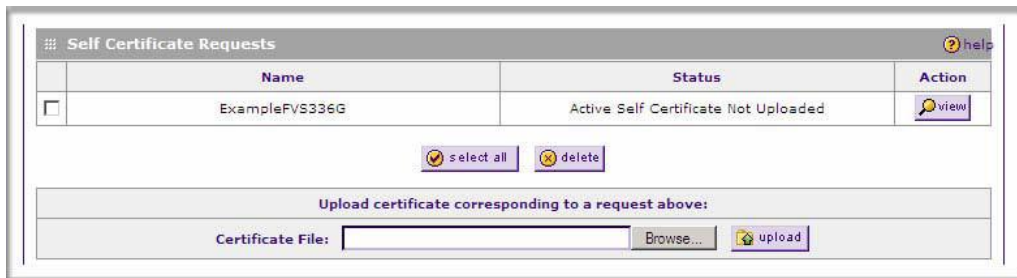 Self Certificate Requests help
Name Status Action
ExampleFVS336G Active Self Certificate Not Uploaded view
select all delete
Upload certificate corresponding to a request above:
Certificate File: Browse... upload